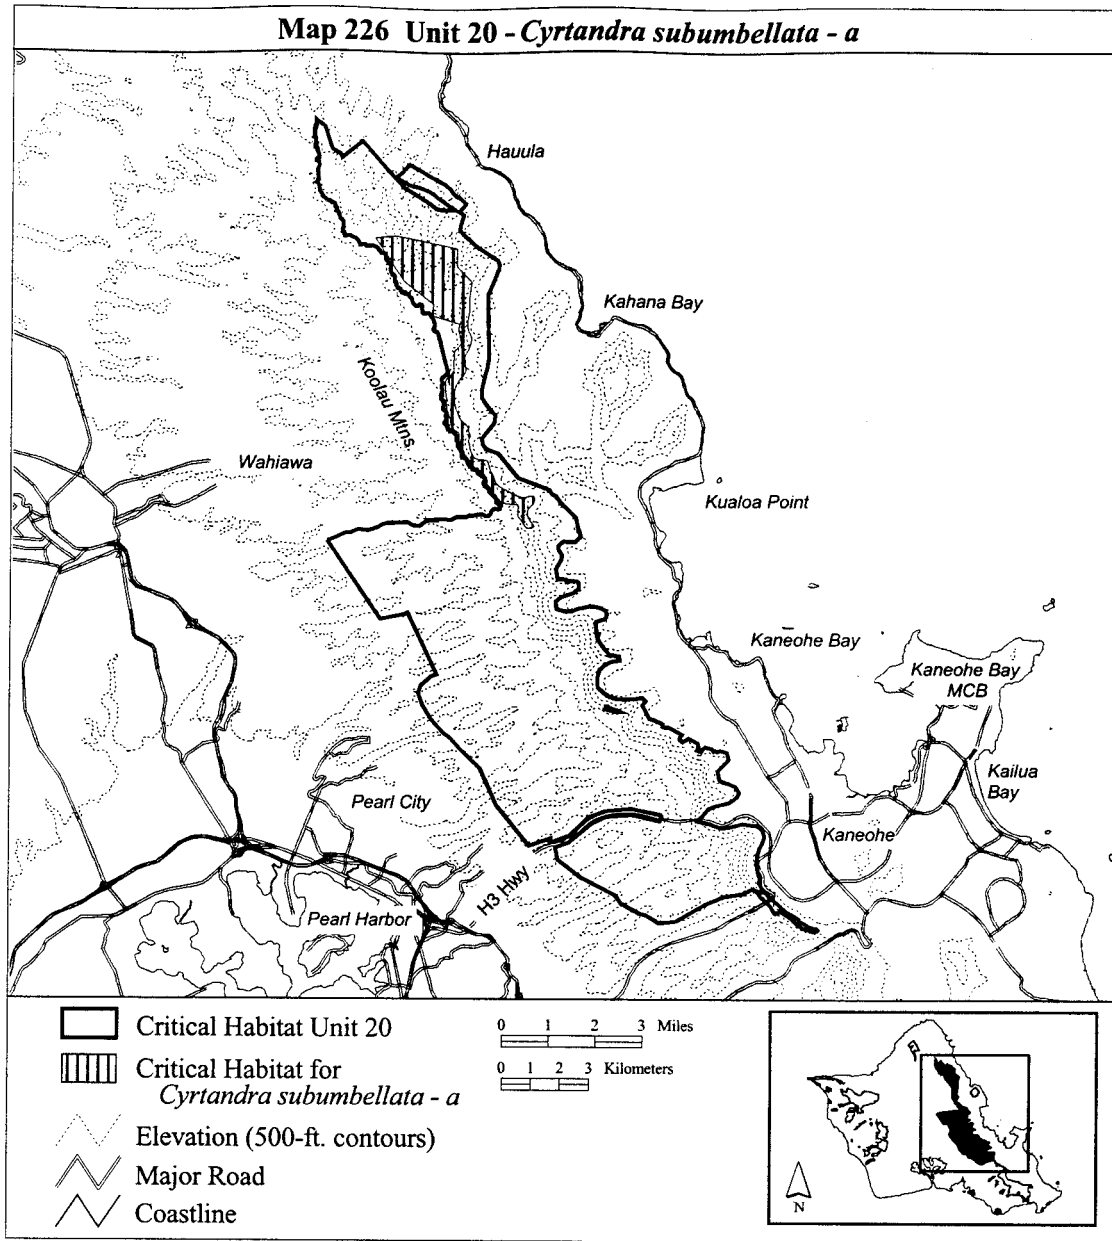 Map 226 Unit 20 - Cyrtandra subumbellata - a
Hauula
Kahana Bay
Koolau Mtns
Wahiawa
Kualoa Point
Kaneohe Bay
Kaneohe Bay
MCB
Kailua
Bay
Pearl City
Kaneohe
H3 Hwy
Pearl Harbor
Critical Habitat Unit 20
0 1 2 3 Miles
Critical Habitat for
Cyrtandra subumbellata - a
0 1 2 3 Kilometers
Elevation (500-ft. contours)
Major Road
Coastline
N